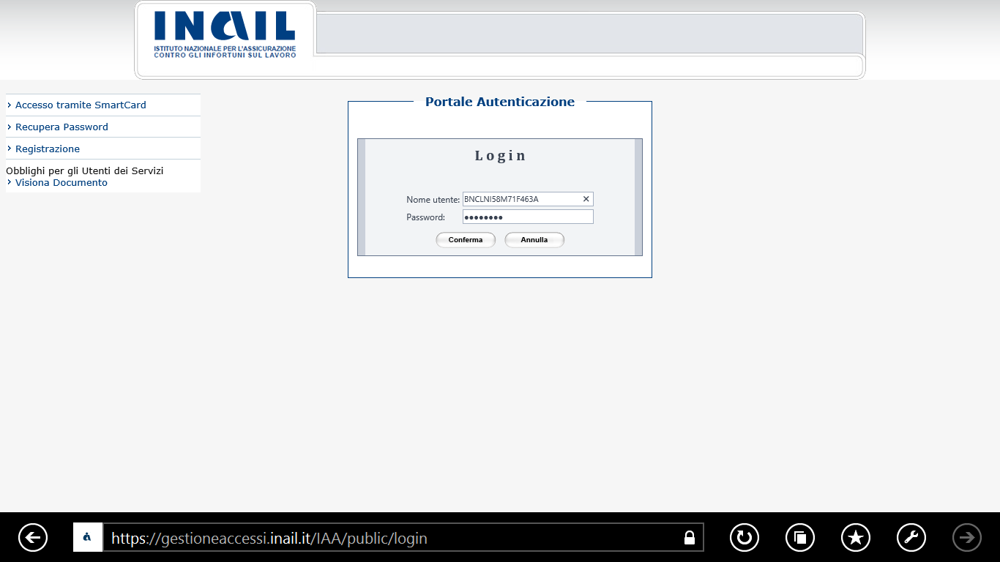 INAIL
ISTITUTO NAZIONALE PER L'ASSICURAZIONE
CONTRO GLI INFORTUNI SUL LAVORO
Accesso tramite SmartCard
Recupera Password
Registrazione
Obblighi per gli Utenti dei Servizi
Visiona Documento
Portale Autenticazione
Login
Nome utente: BNCLNI58M71F463A
Password: ●●●●●●●●
Conferma Annulla
https://gestioneaccessi.inail.it/IAA/public/login